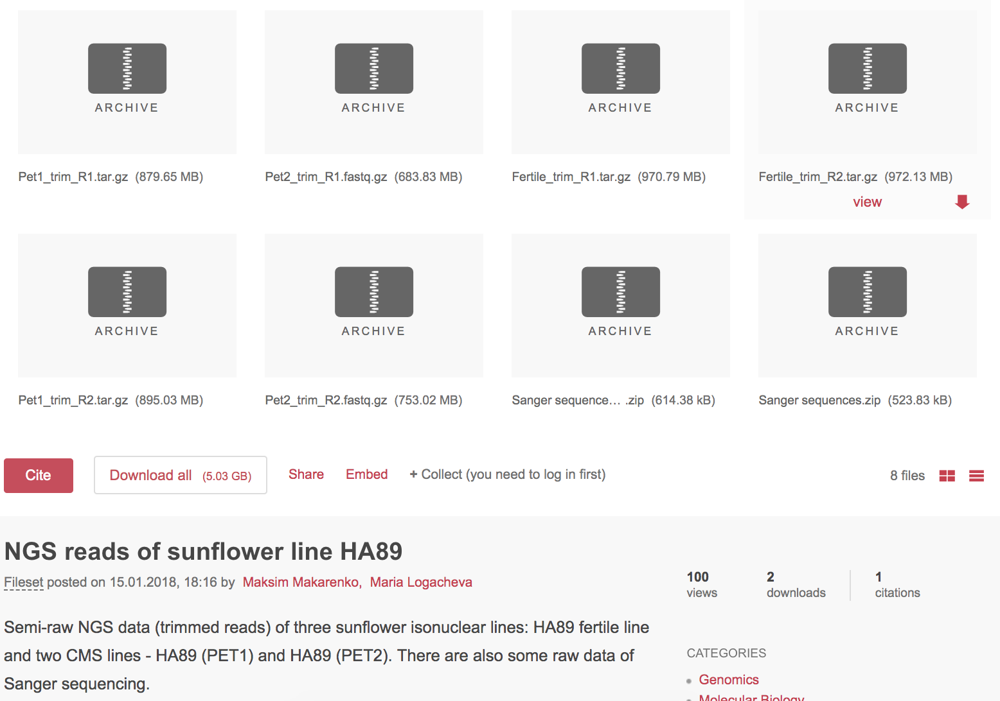 ARCHIVE ARCHIVE ARCHIVE ARCHIVE
Pet1_trim_R1.tar.gz (879.65 MB) Pet2_trim_R1.fastq.gz (683.83 MB) Fertile_trim_R1.tar.gz (970.79 MB) Fertile_trim_R2.tar.gz (972.13 MB)
view
ARCHIVE ARCHIVE ARCHIVE ARCHIVE
Pet1_trim_R2.tar.gz (895.03 MB) Pet2_trim_R2.fastq.gz (753.02 MB) Sanger sequence… .zip (614.38 kB) Sanger sequences.zip (523.83 kB)
Cite Download all (5.03 GB) Share Embed + Collect (you need to log in first) 8 files
NGS reads of sunflower line HA89
Fileset posted on 15.01.2018, 18:16 by Maksim Makarenko, Maria Logacheva
100 2 1
views downloads citations
Semi-raw NGS data (trimmed reads) of three sunflower isonuclear lines: HA89 fertile line
and two CMS lines - HA89 (PET1) and HA89 (PET2). There are also some raw data of
Sanger sequencing.
CATEGORIES
Genomics
Molecular Biology